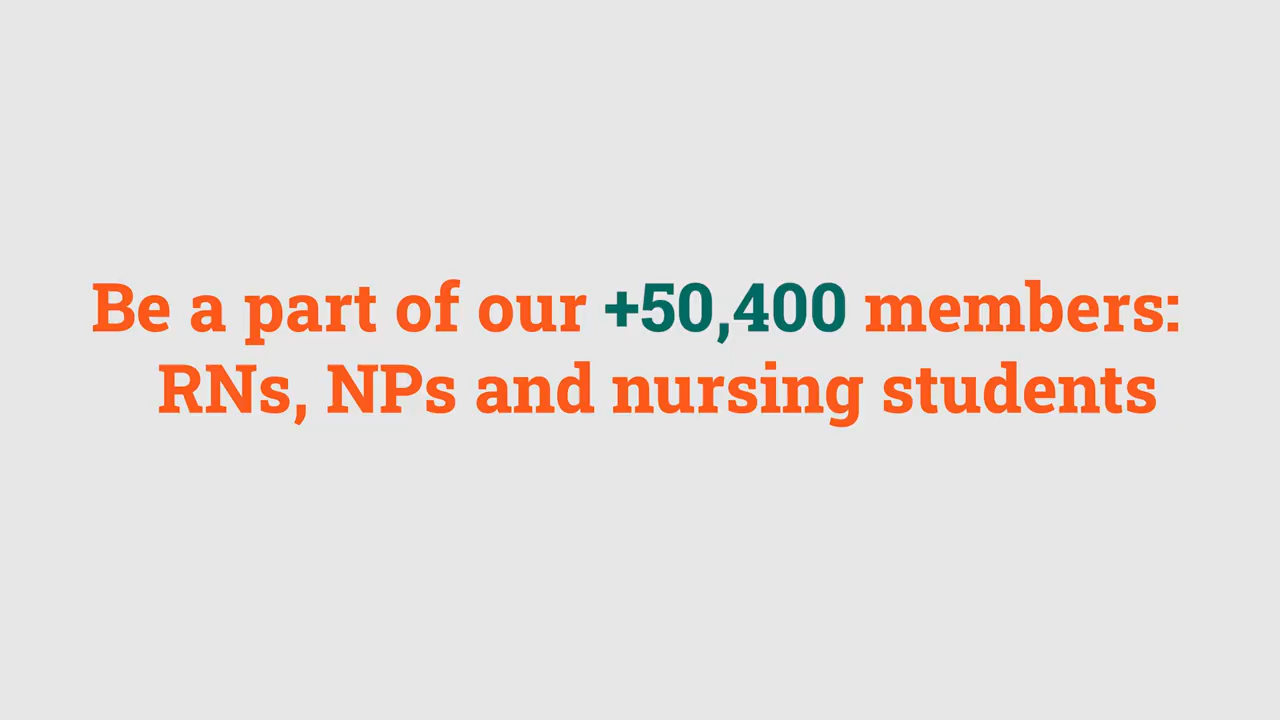 Be a part of our +50,400 members:
RNs, NPs and nursing students